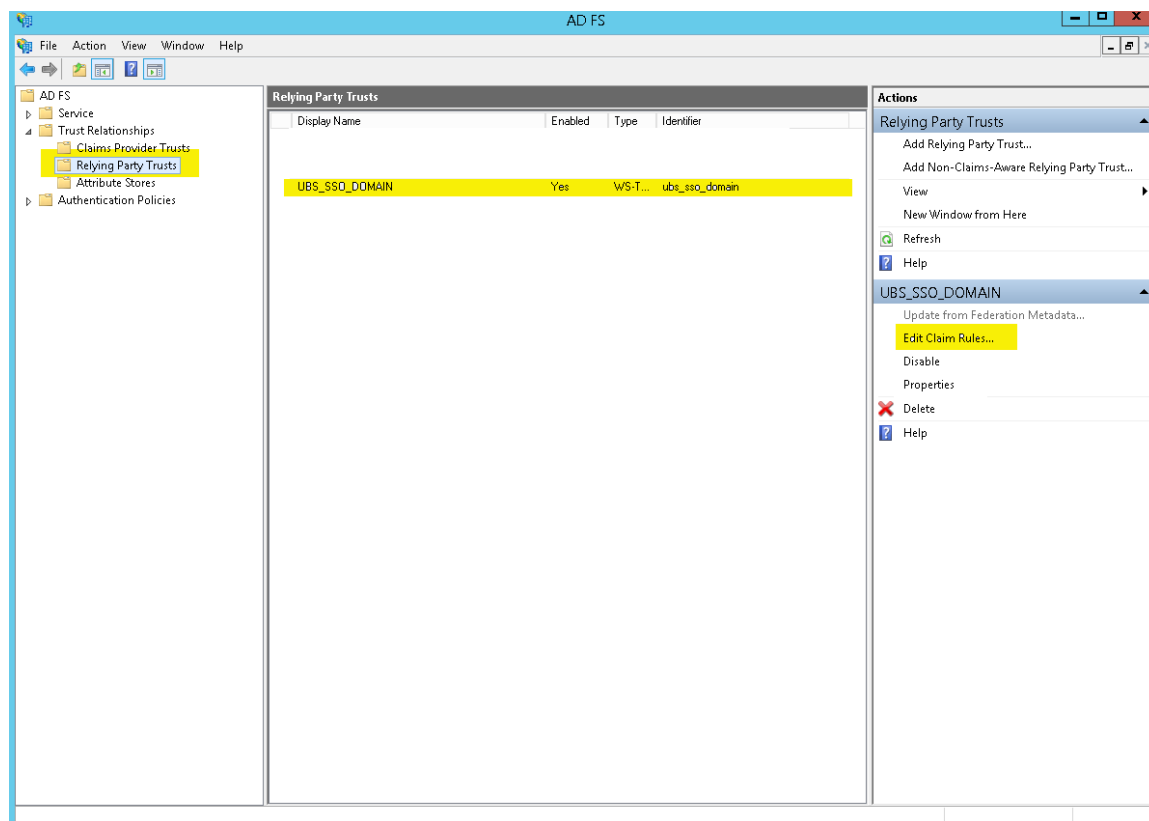 AD FS
File Action View Window Help
AD FS
Service
Trust Relationships
Claims Provider Trusts
Relying Party Trusts
Attribute Stores
Authentication Policies
Relying Party Trusts
Display Name Enabled Type Identifier
UBS_SSO_DOMAIN Yes WS-T... ubs_sso_domain
Actions
Relying Party Trusts
Add Relying Party Trust...
Add Non-Claims-Aware Relying Party Trust...
View
New Window from Here
Refresh
Help
UBS_SSO_DOMAIN
Update from Federation Metadata...
Edit Claim Rules...
Disable
Properties
Delete
Help